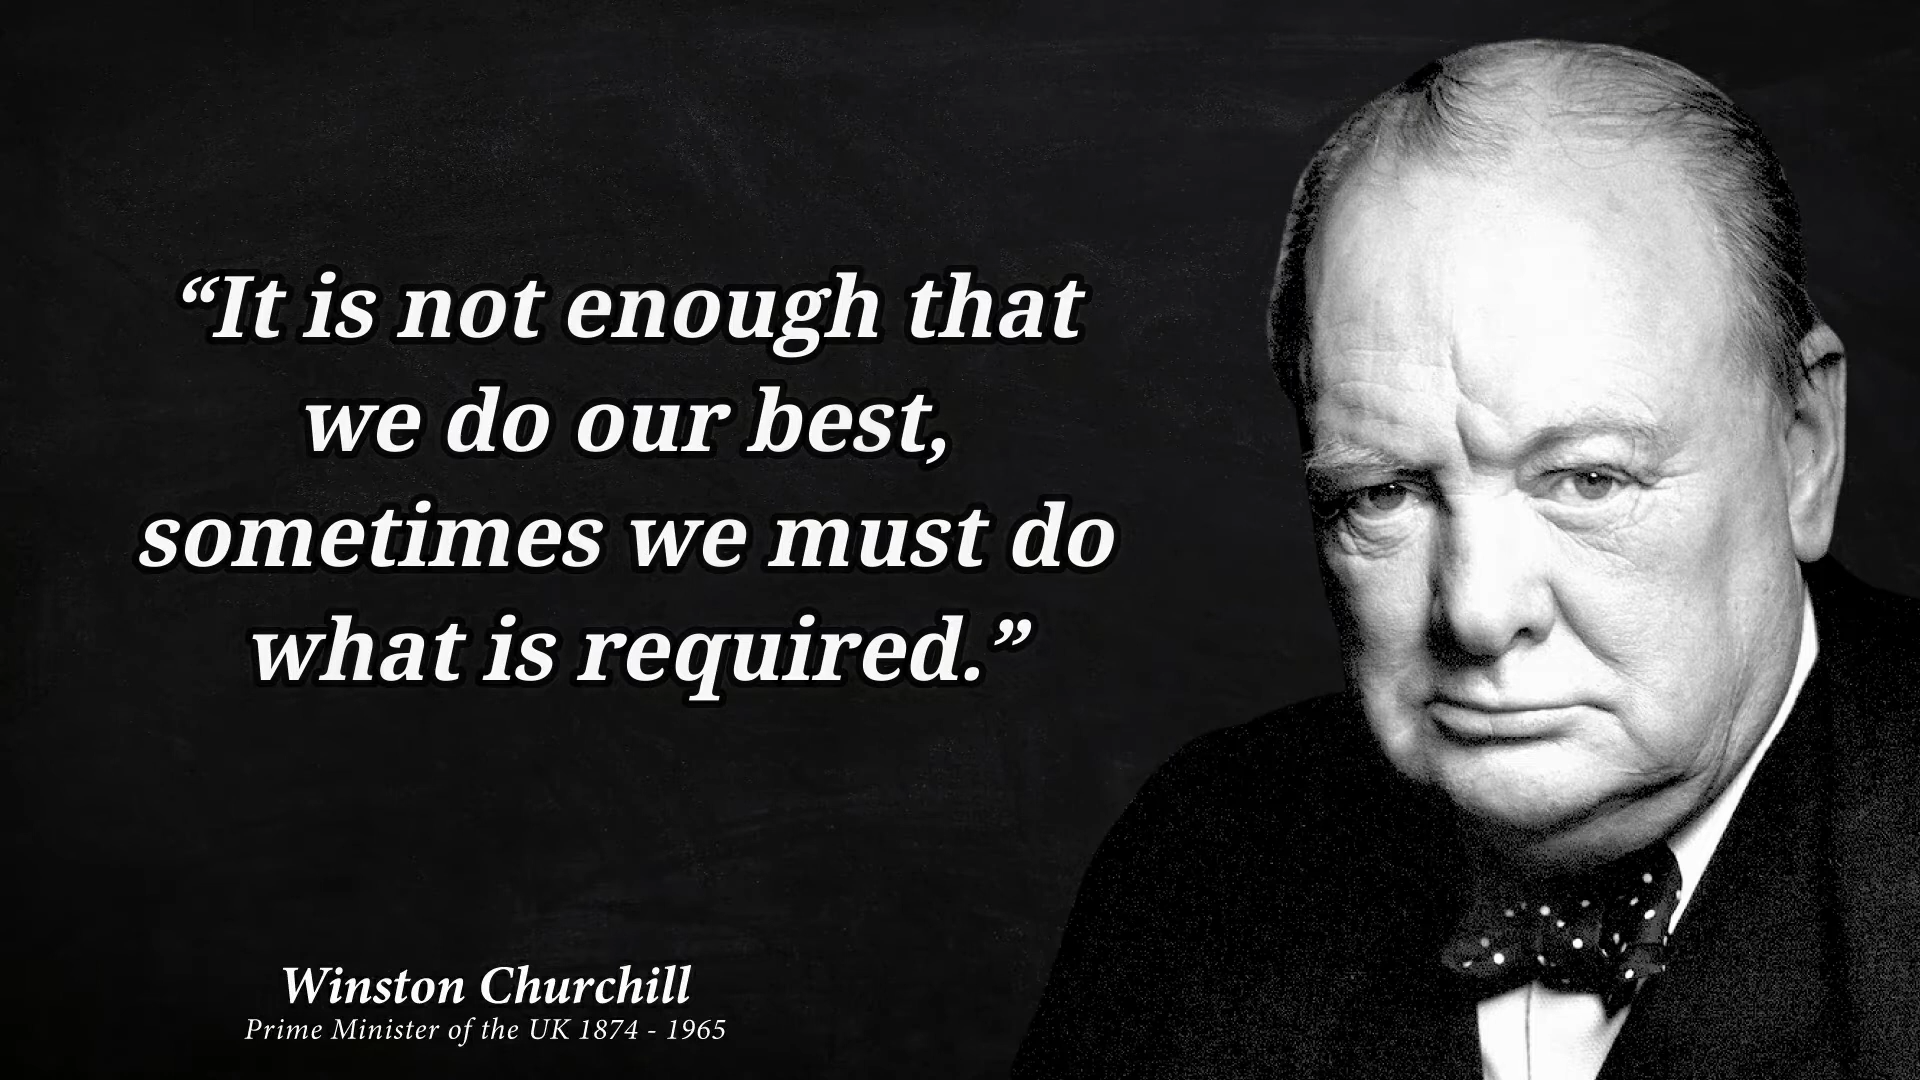 “It is not enough that
we do our best,
sometimes we must do
what is required.”
Winston Churchill
Prime Minister of the UK 1874 - 1965